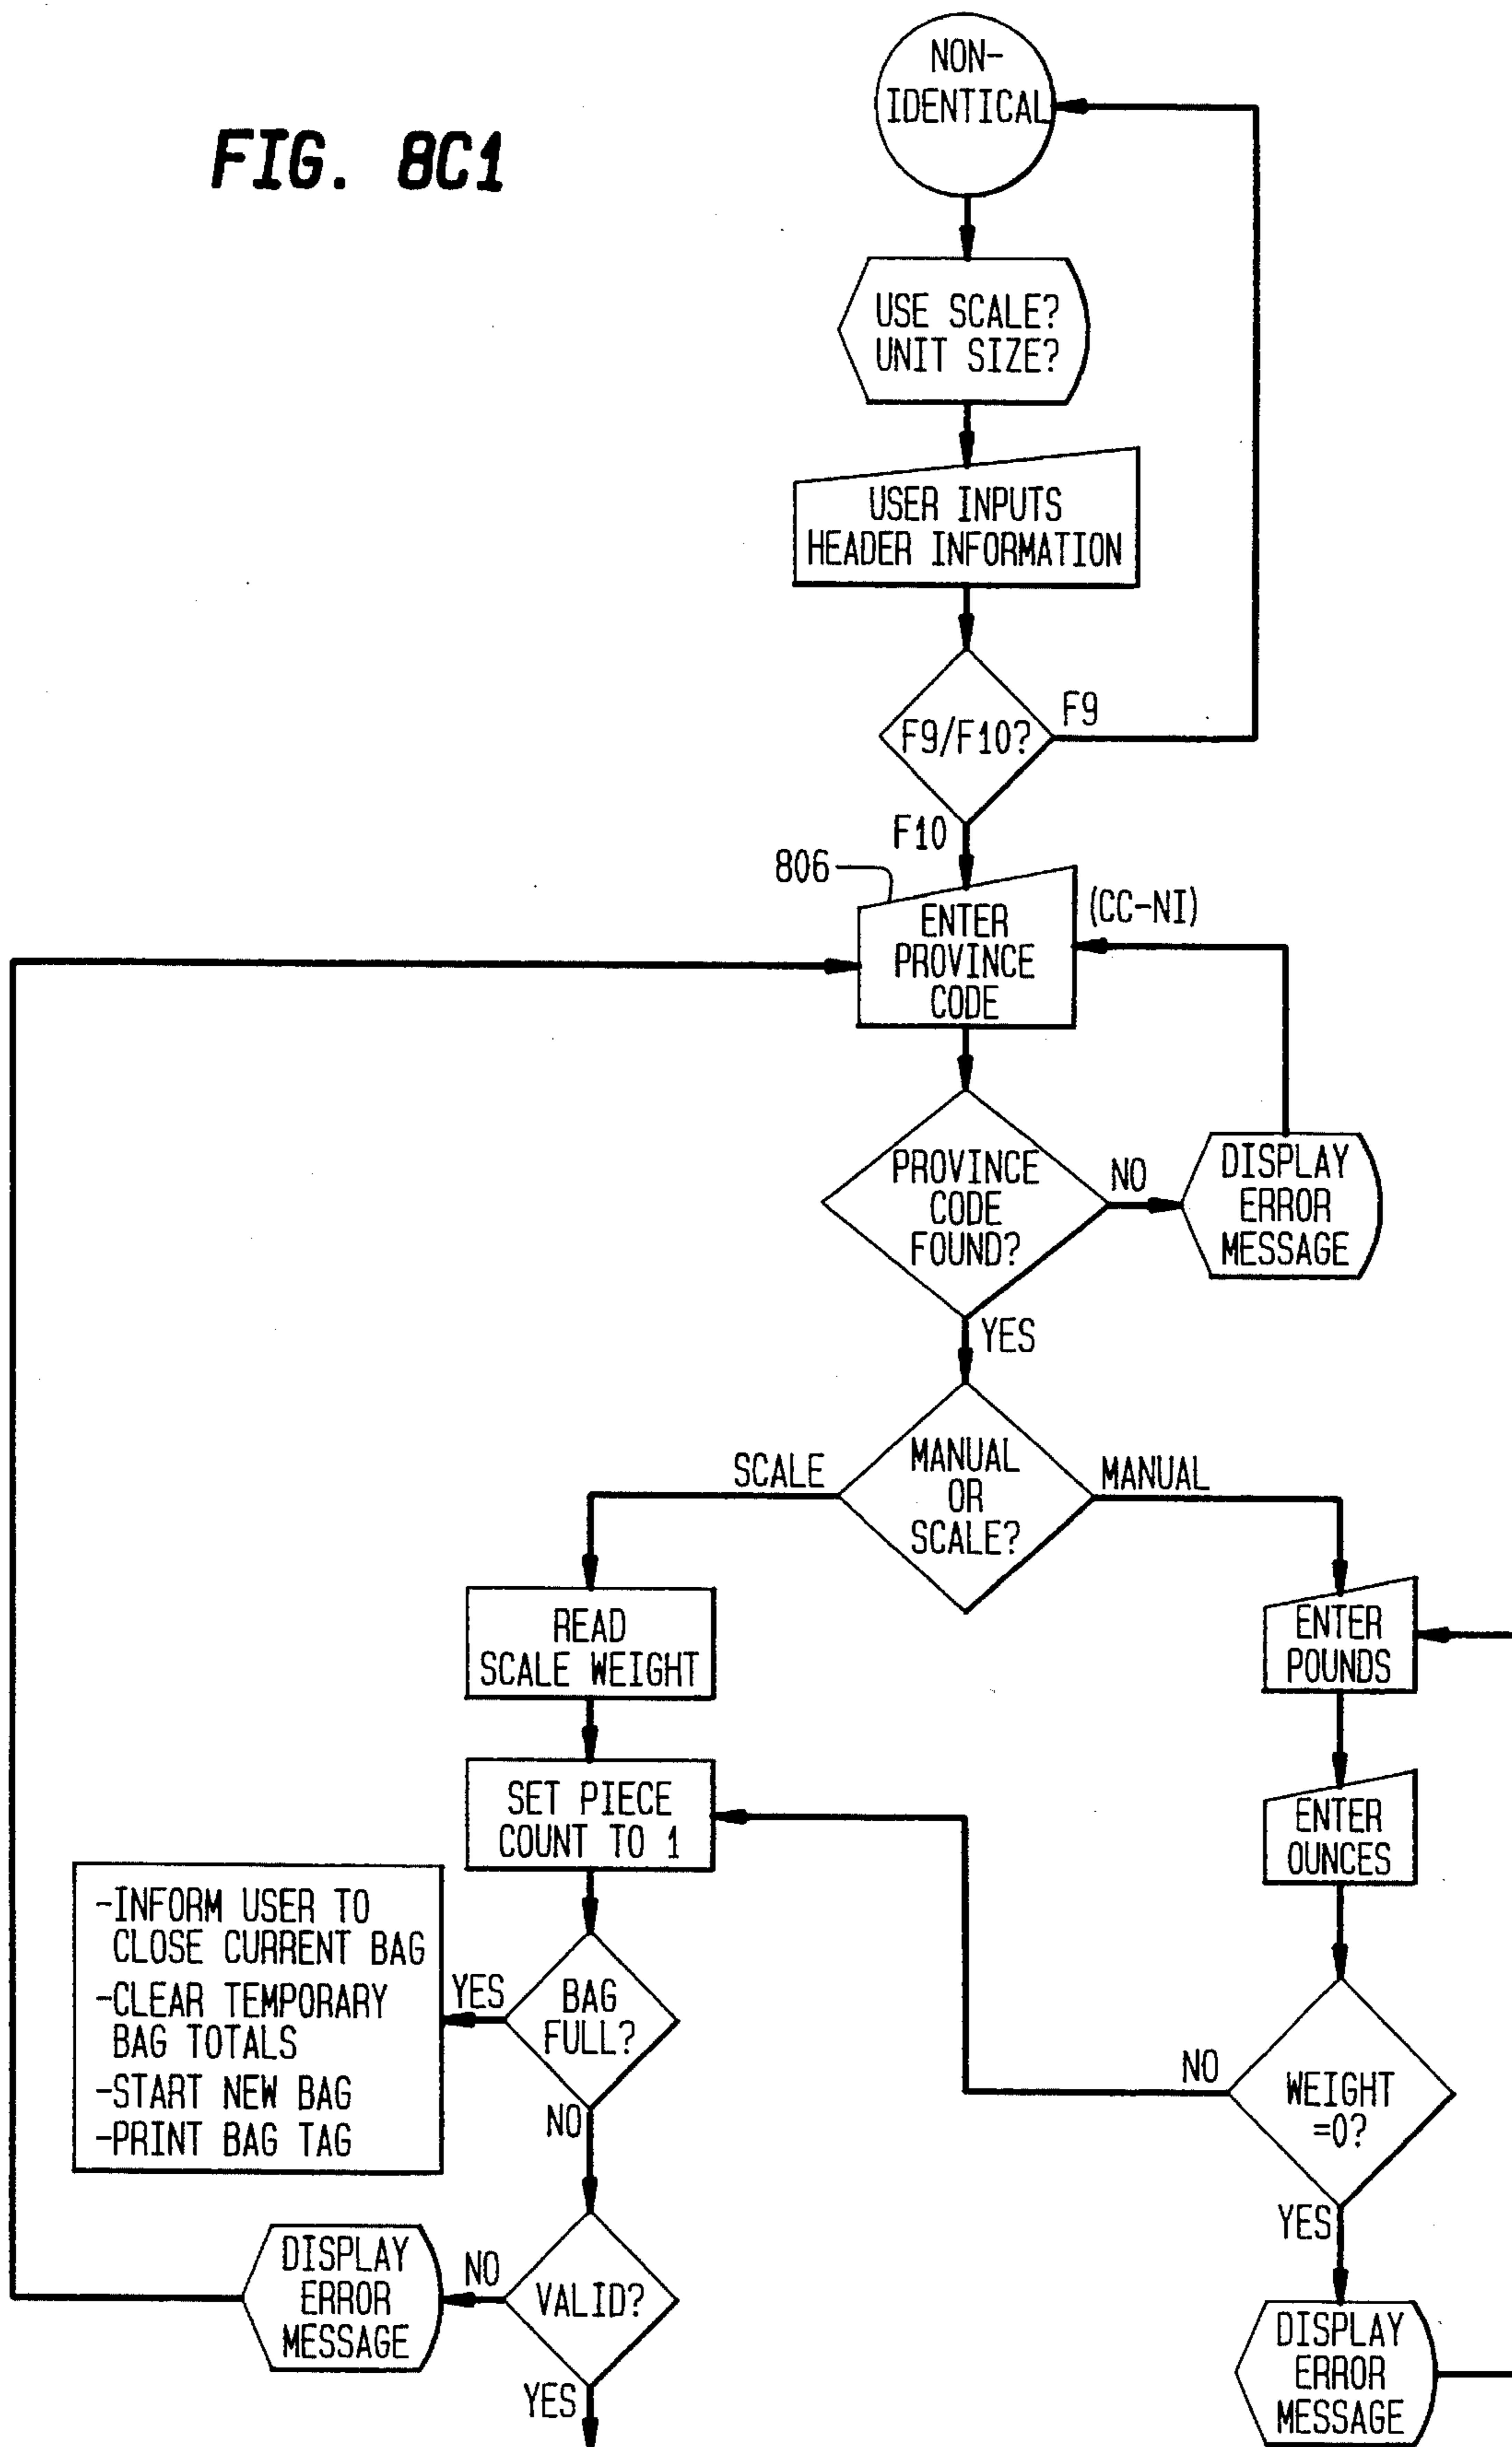 FIG. 8C1
NON-
IDENTICAL
USE SCALE?
UNIT SIZE?
USER INPUTS
HEADER INFORMATION
F9/F10?
F9
F10
806
ENTER
PROVINCE
CODE
(CC-NI)
PROVINCE
CODE
FOUND?
NO
DISPLAY
ERROR
MESSAGE
YES
MANUAL
OR
SCALE?
SCALE
MANUAL
READ
SCALE WEIGHT
ENTER
POUNDS
SET PIECE
COUNT TO 1
ENTER
OUNCES
-INFORM USER TO
CLOSE CURRENT BAG
-CLEAR TEMPORARY
BAG TOTALS
-START NEW BAG
-PRINT BAG TAG
YES
BAG
FULL?
NO
NO
WEIGHT
=0?
YES
DISPLAY
ERROR
MESSAGE
NO
VALID?
YES
DISPLAY
ERROR
MESSAGE